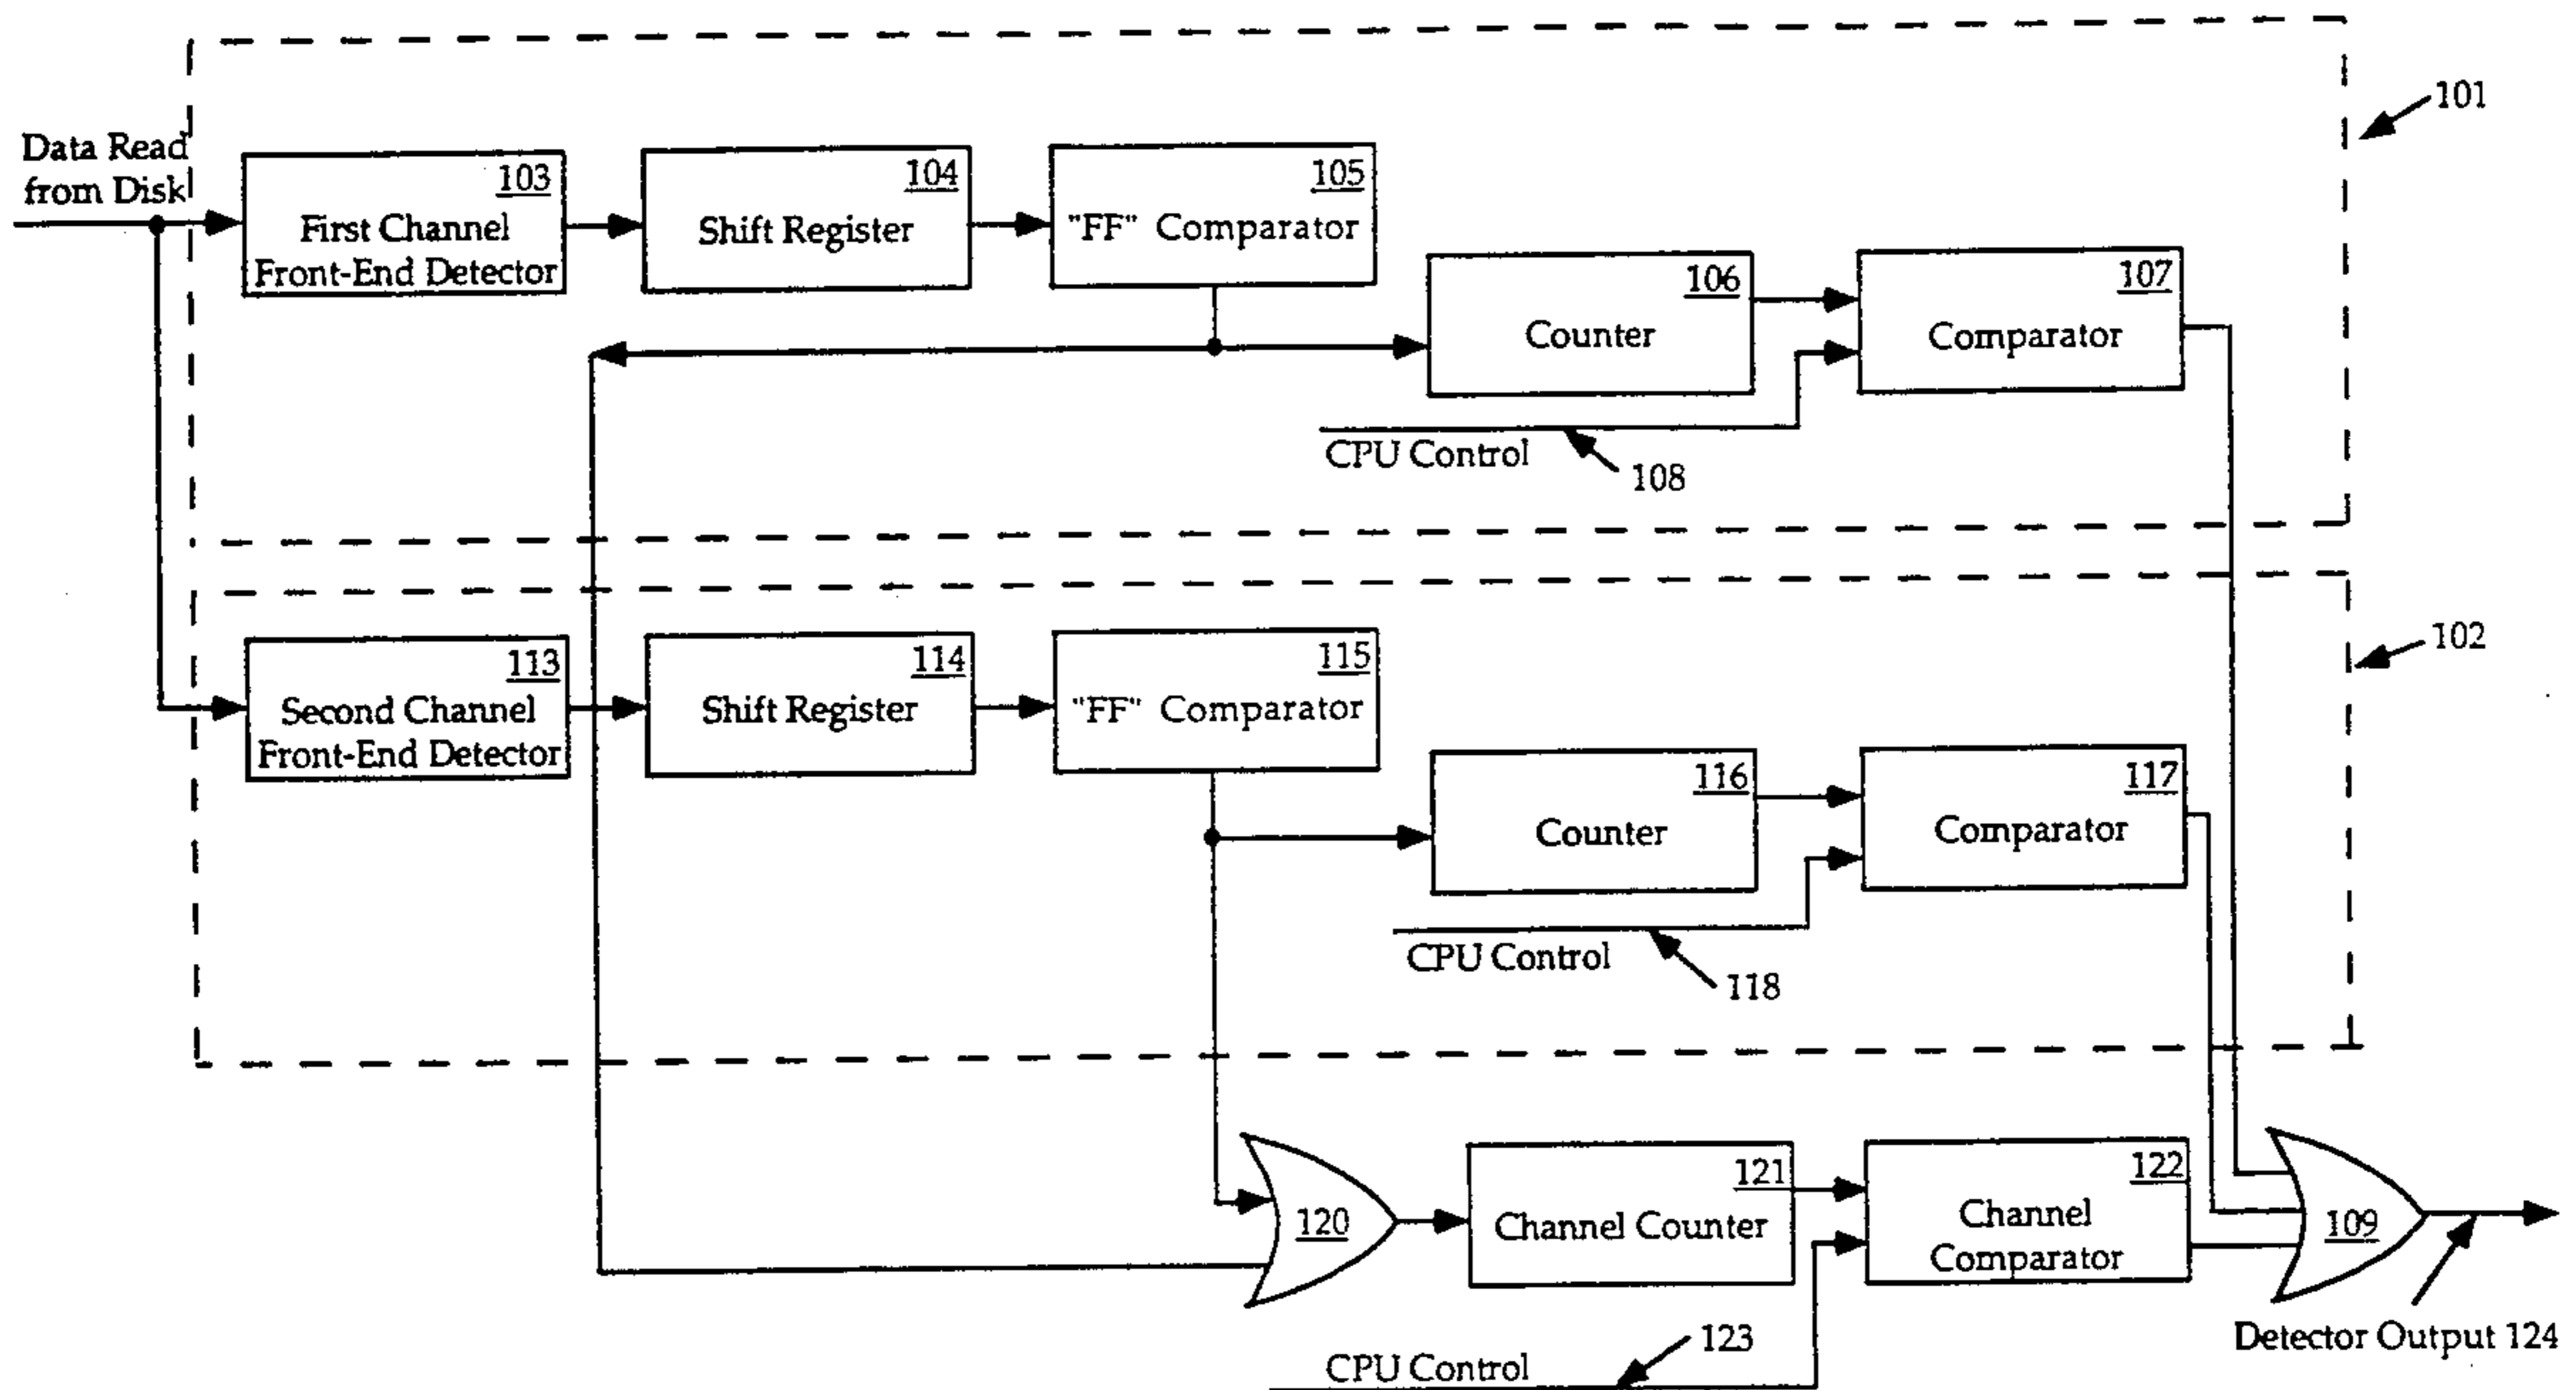 101
Data Read
from Disk
103
First Channel
Front-End Detector
104
Shift Register
105
"FF" Comparator
106
Counter
107
Comparator
CPU Control
108
102
113
Second Channel
Front-End Detector
114
Shift Register
115
"FF" Comparator
116
Counter
117
Comparator
CPU Control
118
120
121
Channel Counter
122
Channel
Comparator
109
CPU Control
123
Detector Output 124